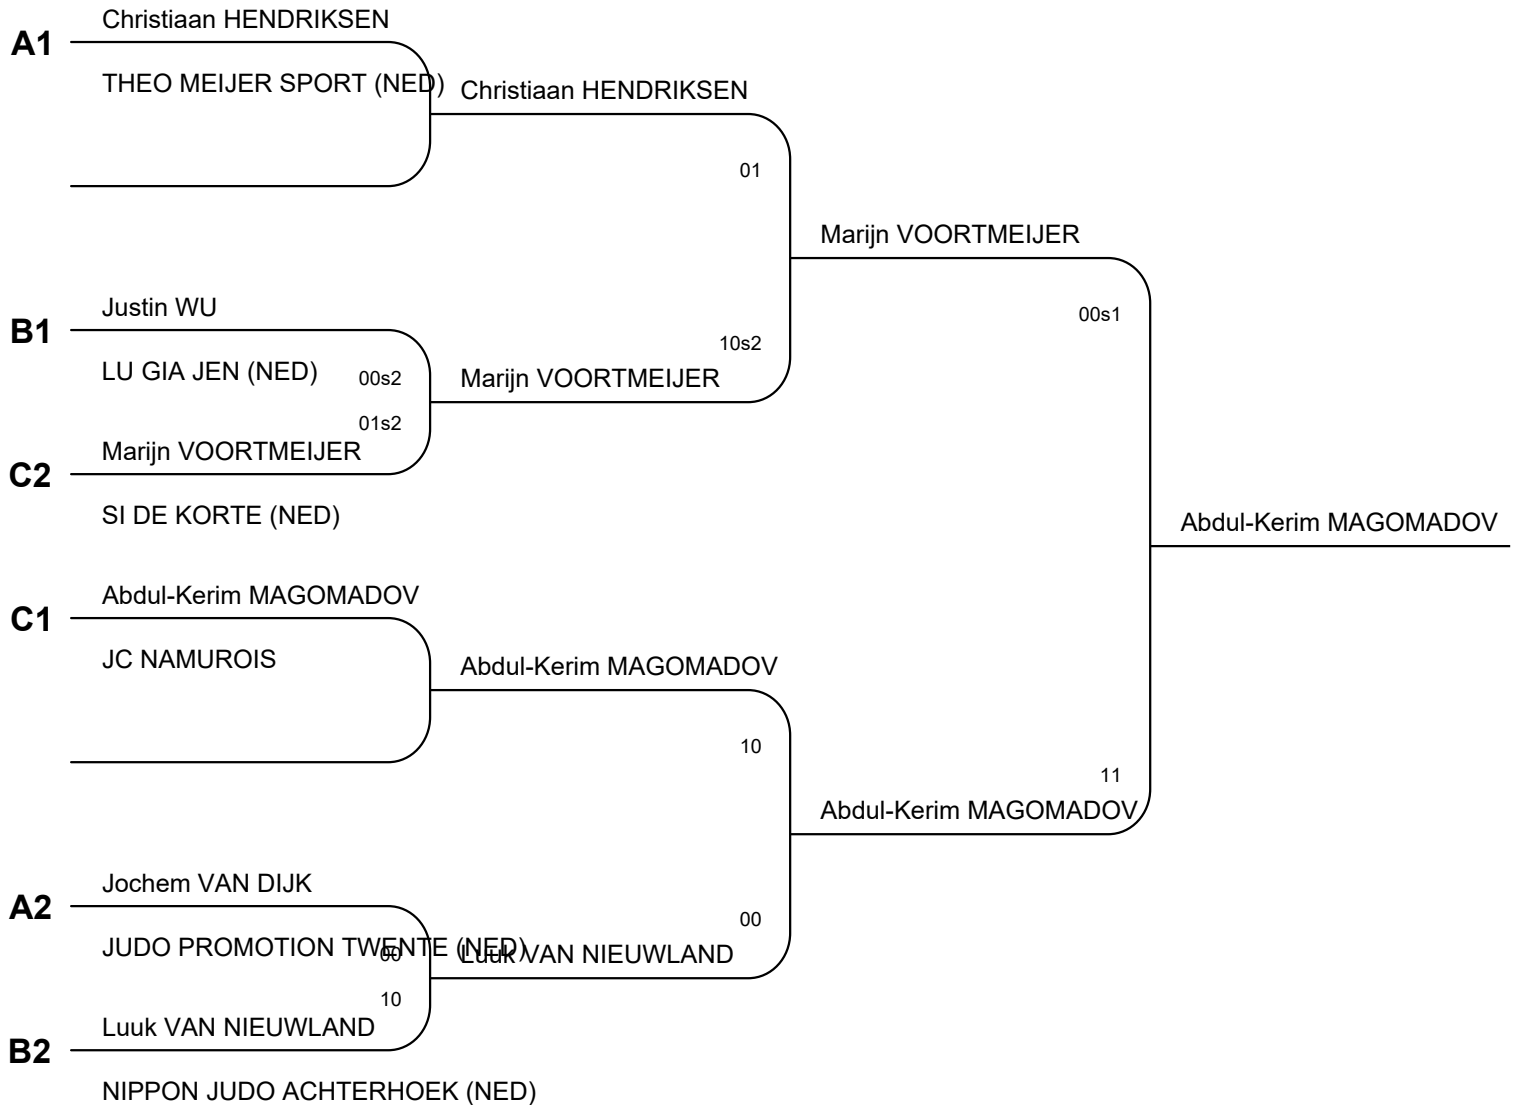 Christiaan HENDRIKSEN
A1
THEO MEIJER SPORT (NED)
Christiaan HENDRIKSEN
01
Marijn VOORTMEIJER
Justin WU
B1
00s1
10s2
LU GIA JEN (NED)
00s2
Marijn VOORTMEIJER
01s2
Marijn VOORTMEIJER
C2
SI DE KORTE (NED)
Abdul-Kerim MAGOMADOV
Abdul-Kerim MAGOMADOV
C1
JC NAMUROIS
Abdul-Kerim MAGOMADOV
10
11
Abdul-Kerim MAGOMADOV
Jochem VAN DIJK
A2
00
JUDO PROMOTION TWENTE (NED)
00
Luuk VAN NIEUWLAND
10
Luuk VAN NIEUWLAND
B2
NIPPON JUDO ACHTERHOEK (NED)